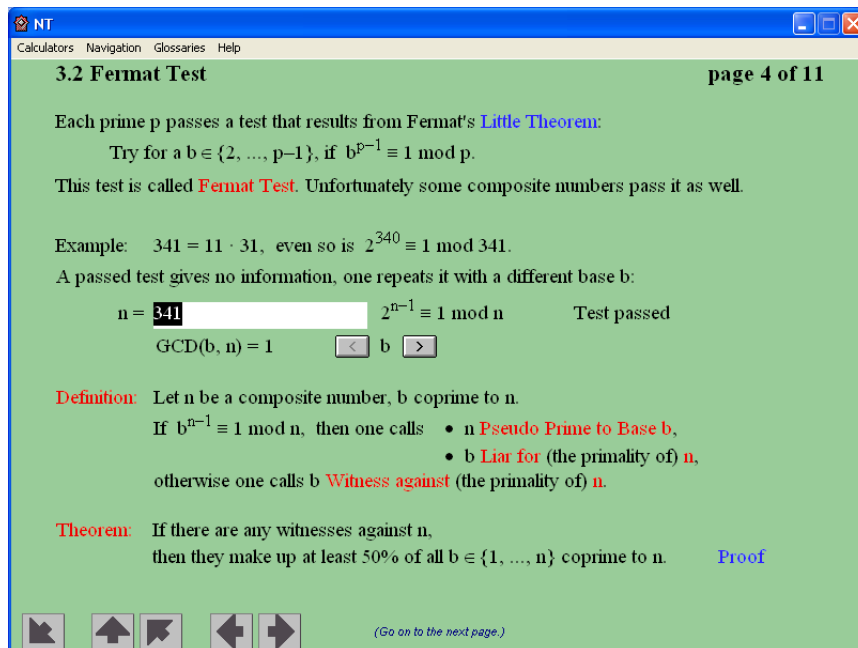 NT
Calculators Navigation Glossaries Help
3.2 Fermat Test page 4 of 11
Each prime p passes a test that results from Fermat's Little Theorem:
Try for a b ∈ {2, ..., p–1}, if b^{p–1} ≡ 1 mod p.
This test is called Fermat Test. Unfortunately some composite numbers pass it as well.
Example: 341 = 11 · 31, even so is 2^{340} ≡ 1 mod 341.
A passed test gives no information, one repeats it with a different base b:
n = 341 2^{n–1} ≡ 1 mod n Test passed
GCD(b, n) = 1 < b >
Definition: Let n be a composite number, b coprime to n.
If b^{n–1} ≡ 1 mod n, then one calls • n Pseudo Prime to Base b,
• b Liar for (the primality of) n,
otherwise one calls b Witness against (the primality of) n.
Theorem: If there are any witnesses against n,
then they make up at least 50% of all b ∈ {1, ..., n} coprime to n. Proof
(Go on to the next page.)